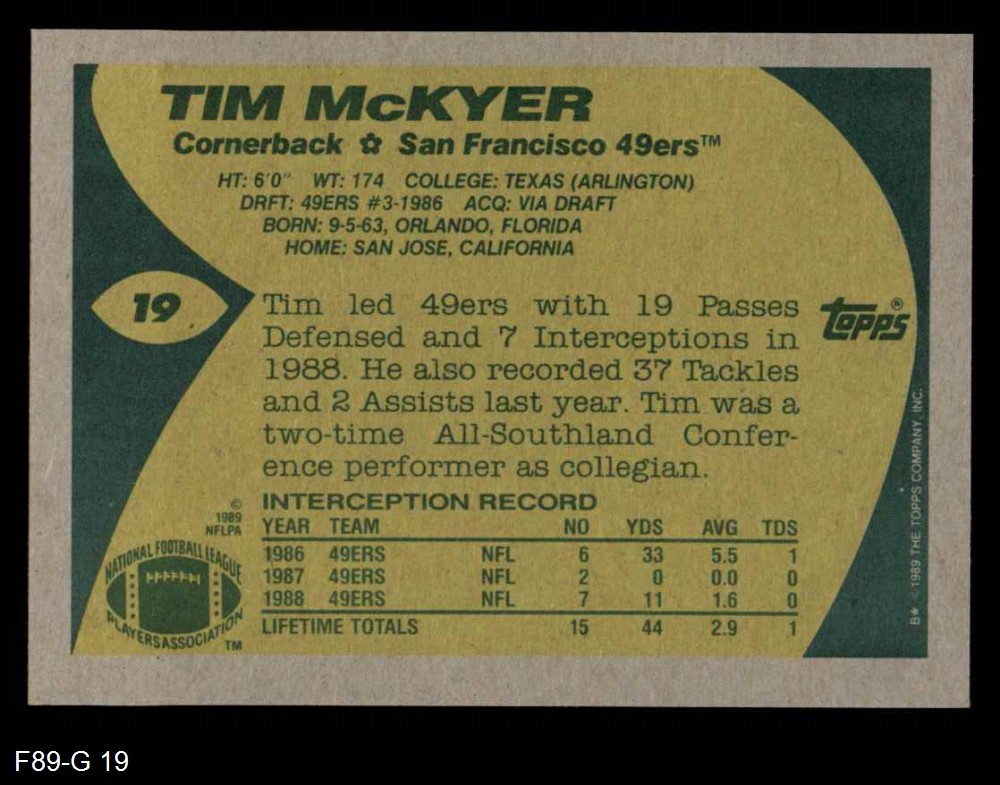 TIM McKYER
Cornerback ✿ San Francisco 49ers™
HT: 6'0" WT: 174 COLLEGE: TEXAS (ARLINGTON)
DRFT: 49ERS #3-1986 ACQ: VIA DRAFT
BORN: 9-5-63, ORLANDO, FLORIDA
HOME: SAN JOSE, CALIFORNIA
19
Tim led 49ers with 19 Passes
Defensed and 7 Interceptions in
1988. He also recorded 37 Tackles
and 2 Assists last year. Tim was a
two-time All-Southland Confer-
ence performer as collegian.
topps®
INTERCEPTION RECORD
YEAR TEAM NO YDS AVG TDS
1986 49ERS NFL 6 33 5.5 1
1987 49ERS NFL 2 0 0.0 0
1988 49ERS NFL 7 11 1.6 0
LIFETIME TOTALS 15 44 2.9 1
©
1989
NFLPA
NATIONAL FOOTBALL LEAGUE
PLAYERS ASSOCIATION
TM
B* ©1989 THE TOPPS COMPANY, INC.
F89-G 19